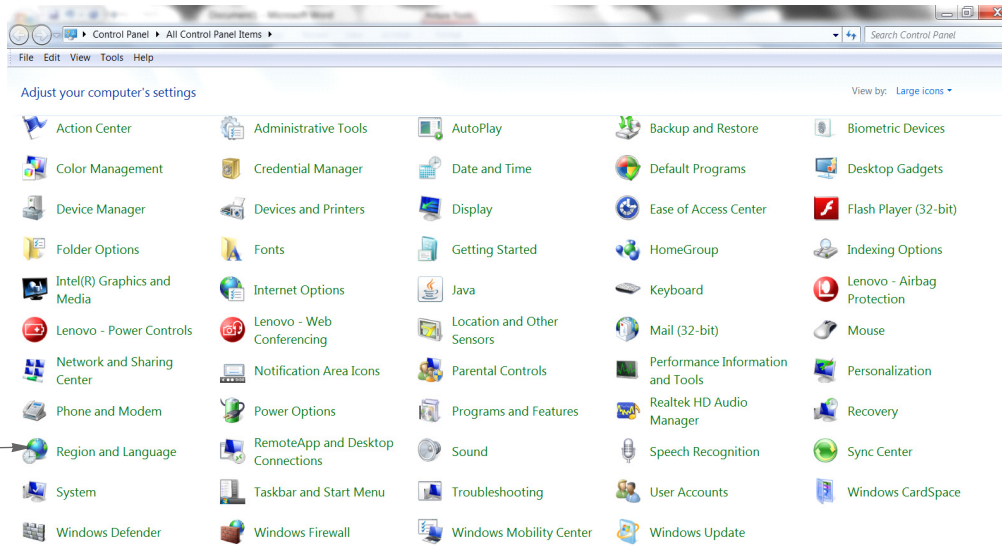 Document1 - Microsoft Word
Control Panel ▸ All Control Panel Items ▸
Search Control Panel
File Edit View Tools Help
Adjust your computer's settings
View by: Large icons
Action Center
Administrative Tools
AutoPlay
Backup and Restore
Biometric Devices
Color Management
Credential Manager
Date and Time
Default Programs
Desktop Gadgets
Device Manager
Devices and Printers
Display
Ease of Access Center
Flash Player (32-bit)
Folder Options
Fonts
Getting Started
HomeGroup
Indexing Options
Intel(R) Graphics and
Media
Internet Options
Java
Keyboard
Lenovo - Airbag
Protection
Lenovo - Power Controls
Lenovo - Web
Conferencing
Location and Other
Sensors
Mail (32-bit)
Mouse
Network and Sharing
Center
Notification Area Icons
Parental Controls
Performance Information
and Tools
Personalization
Phone and Modem
Power Options
Programs and Features
Realtek HD Audio
Manager
Recovery
Region and Language
RemoteApp and Desktop
Connections
Sound
Speech Recognition
Sync Center
System
Taskbar and Start Menu
Troubleshooting
User Accounts
Windows CardSpace
Windows Defender
Windows Firewall
Windows Mobility Center
Windows Update